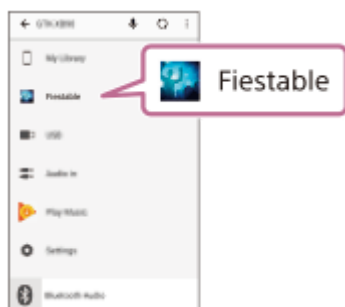 GTK-XB90
My Library
Fiestable
Fiestable
USB
Audio in
Play Music
Settings
Bluetooth Audio